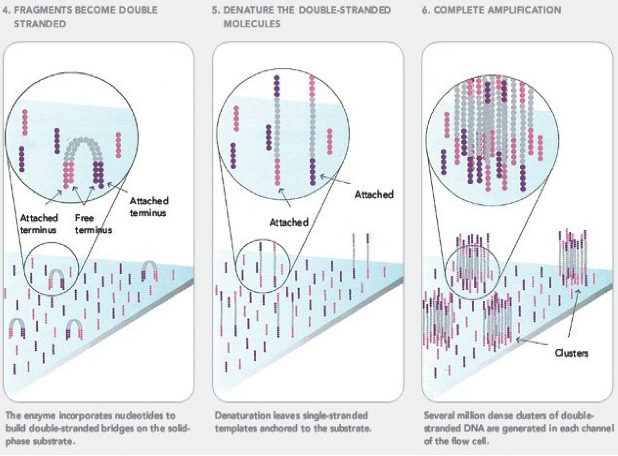 4. FRAGMENTS BECOME DOUBLE
STRANDED
Attached
terminus
Free
terminus
Attached
terminus
The enzyme incorporates nucleotides to
build double-stranded bridges on the solid-
phase substrate.
5. DENATURE THE DOUBLE-STRANDED
MOLECULES
Attached
Attached
Denaturation leaves single-stranded
templates anchored to the substrate.
6. COMPLETE AMPLIFICATION
Clusters
Several million dense clusters of double-
stranded DNA are generated in each channel
of the flow cell.